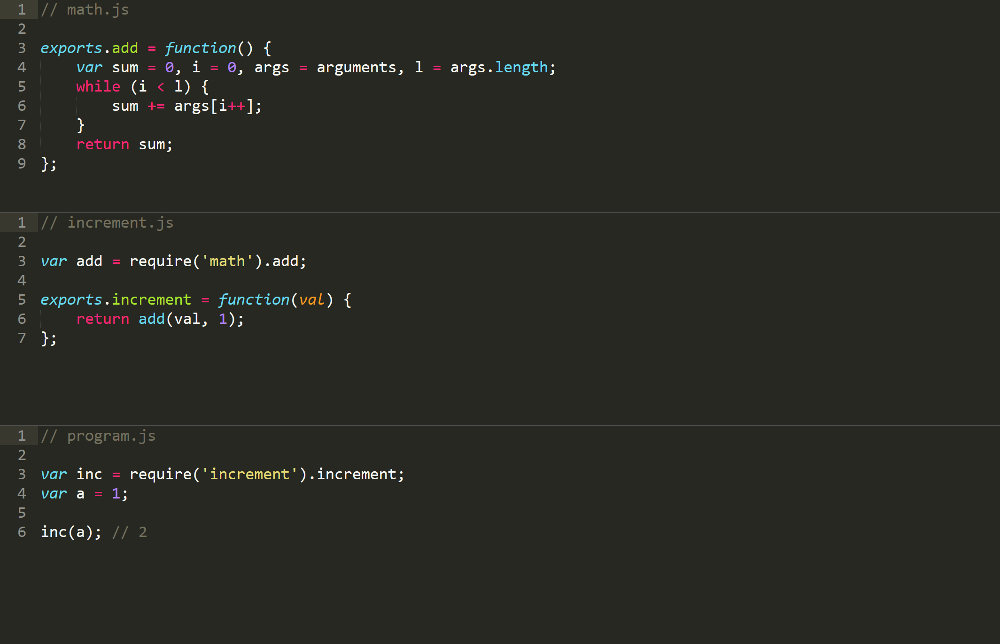 1 // math.js
2
3 exports.add = function() {
4     var sum = 0, i = 0, args = arguments, l = args.length;
5     while (i < l) {
6         sum += args[i++];
7     }
8     return sum;
9 };
1 // increment.js
2
3 var add = require('math').add;
4
5 exports.increment = function(val) {
6     return add(val, 1);
7 };
1 // program.js
2
3 var inc = require('increment').increment;
4 var a = 1;
5
6 inc(a); // 2